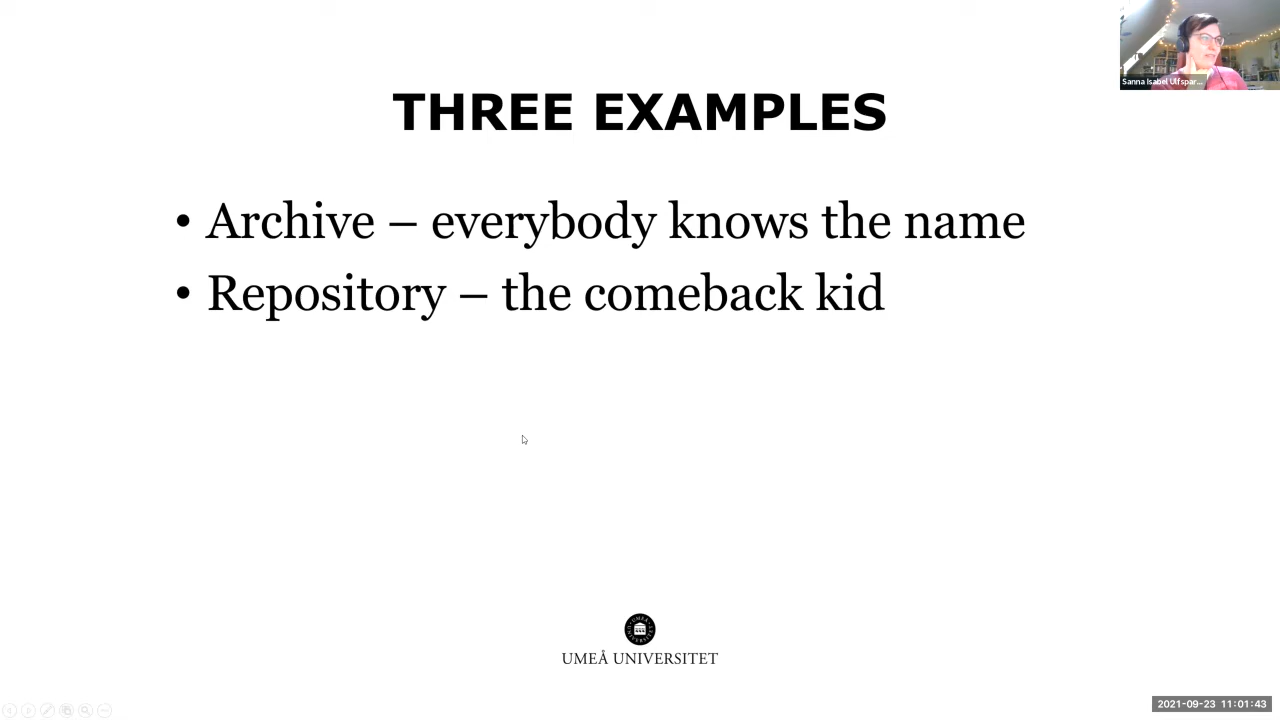 Sanna Isabel Ulfspar...
THREE EXAMPLES
• Archive – everybody knows the name
• Repository – the comeback kid
UMEÅ UNIVERSITET
2021-09-23 11:01:43